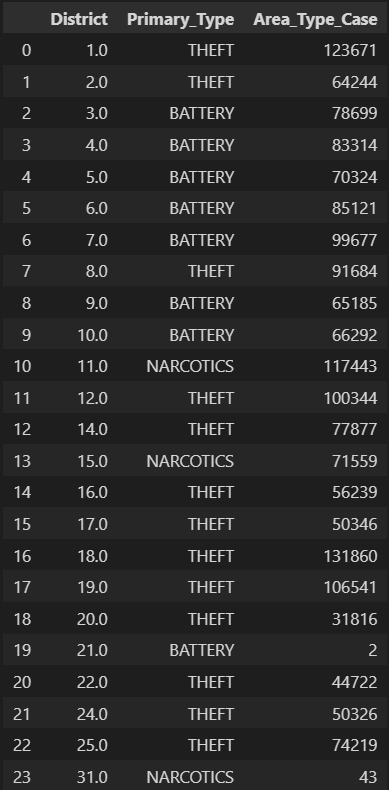 District Primary_Type Area_Type_Case
0 1.0 THEFT 123671
1 2.0 THEFT 64244
2 3.0 BATTERY 78699
3 4.0 BATTERY 83314
4 5.0 BATTERY 70324
5 6.0 BATTERY 85121
6 7.0 BATTERY 99677
7 8.0 THEFT 91684
8 9.0 BATTERY 65185
9 10.0 BATTERY 66292
10 11.0 NARCOTICS 117443
11 12.0 THEFT 100344
12 14.0 THEFT 77877
13 15.0 NARCOTICS 71559
14 16.0 THEFT 56239
15 17.0 THEFT 50346
16 18.0 THEFT 131860
17 19.0 THEFT 106541
18 20.0 THEFT 31816
19 21.0 BATTERY 2
20 22.0 THEFT 44722
21 24.0 THEFT 50326
22 25.0 THEFT 74219
23 31.0 NARCOTICS 43